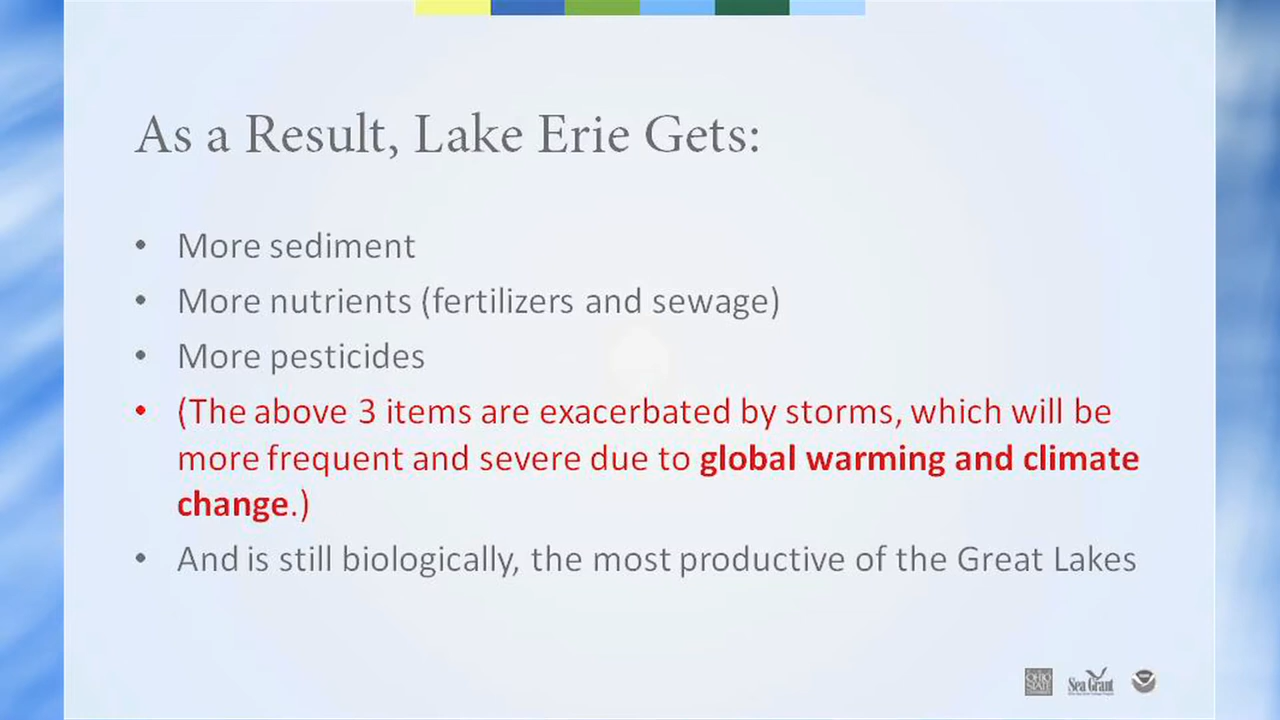 As a Result, Lake Erie Gets:
• More sediment
• More nutrients (fertilizers and sewage)
• More pesticides
• (The above 3 items are exacerbated by storms, which will be
more frequent and severe due to global warming and climate
change.)
• And is still biologically, the most productive of the Great Lakes
OHIO
STATE
Sea Grant